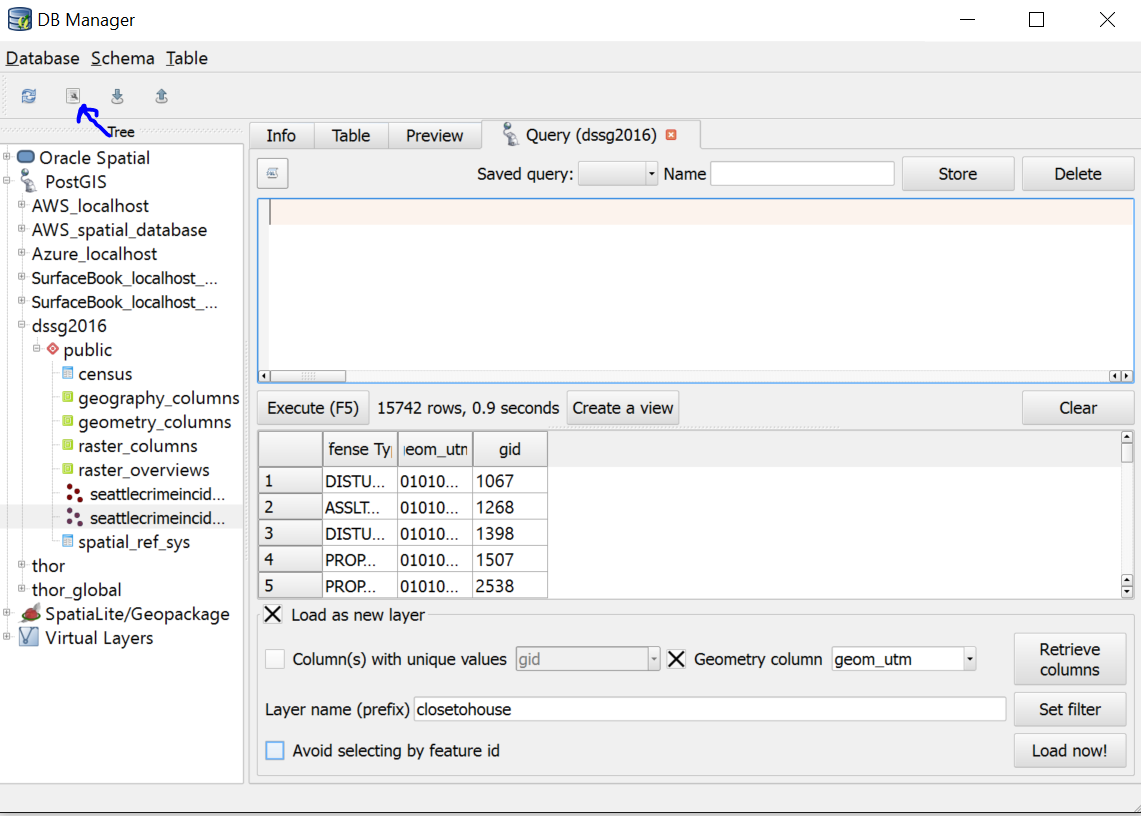 DB Manager
Database Schema Table
Tree
Oracle Spatial
PostGIS
AWS_localhost
AWS_spatial_database
Azure_localhost
SurfaceBook_localhost_...
SurfaceBook_localhost_...
dssg2016
public
census
geography_columns
geometry_columns
raster_columns
raster_overviews
seattlecrimeincid...
seattlecrimeincid...
spatial_ref_sys
thor
thor_global
SpatiaLite/Geopackage
Virtual Layers
Info Table Preview Query (dssg2016)
Saved query: Name Store Delete
Execute (F5) 15742 rows, 0.9 seconds Create a view Clear
fense Ty eom_utn gid
1 DISTU... 01010... 1067
2 ASSLT... 01010... 1268
3 DISTU... 01010... 1398
4 PROP... 01010... 1507
5 PROP... 01010... 2538
Load as new layer
Column(s) with unique values gid Geometry column geom_utm Retrieve columns
Layer name (prefix) closetohouse Set filter
Avoid selecting by feature id Load now!